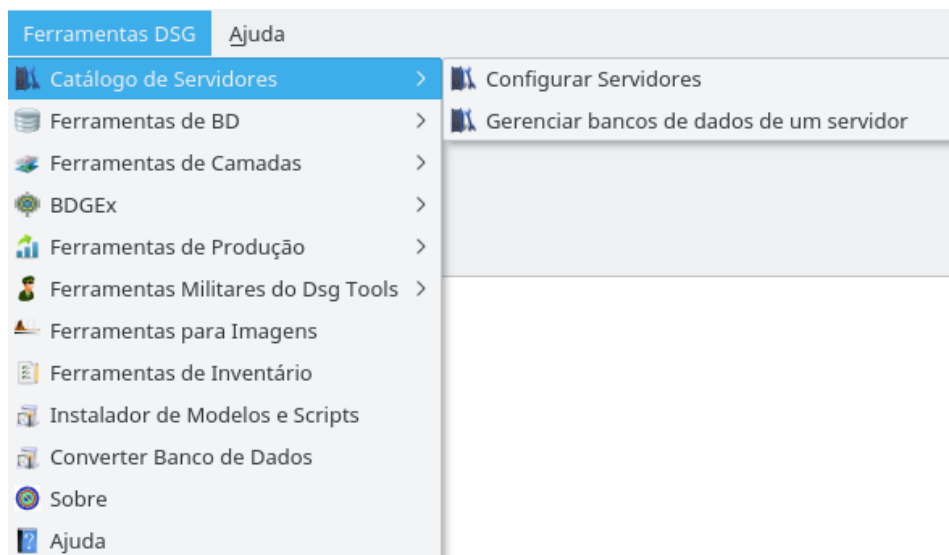 Ferramentas DSG Ajuda
Catálogo de Servidores
Configurar Servidores
Ferramentas de BD
Gerenciar bancos de dados de um servidor
Ferramentas de Camadas
BDGEx
Ferramentas de Produção
Ferramentas Militares do Dsg Tools
Ferramentas para Imagens
Ferramentas de Inventário
Instalador de Modelos e Scripts
Converter Banco de Dados
Sobre
Ajuda